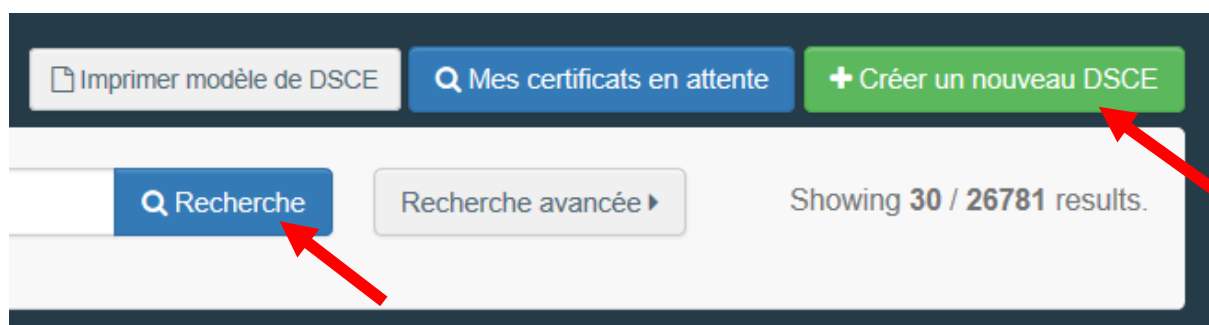 Imprimer modèle de DSCE Mes certificats en attente Créer un nouveau DSCE
Recherche Recherche avancée Showing 30 / 26781 results.